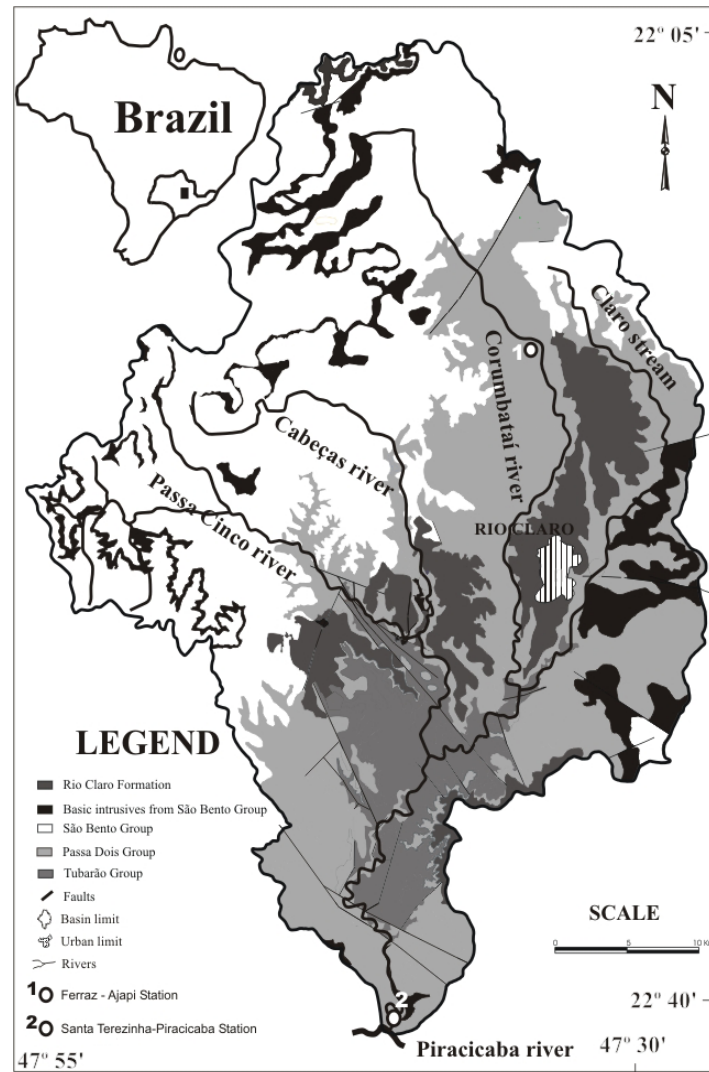 22° 05'
Brazil
N
Claro stream
1
Corumbataí river
Cabeças river
Passa Cinco river
RIO CLARO
LEGEND
Rio Claro Formation
Basic intrusives from São Bento Group
São Bento Group
Passa Dois Group
Tubarão Group
Faults
Basin limit
Urban limit
Rivers
1 Ferraz - Ajapi Station
2 Santa Terezinha-Piracicaba Station
SCALE
0 5 10 K
2
22° 40'
Piracicaba river
47° 55'
47° 30'